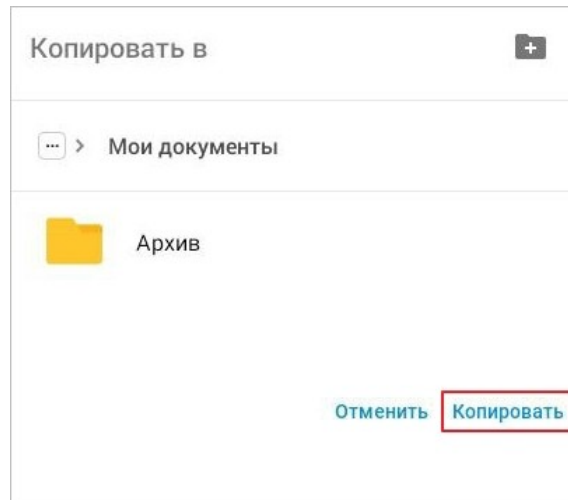 Копировать в
... > Мои документы
Архив
Отменить Копировать